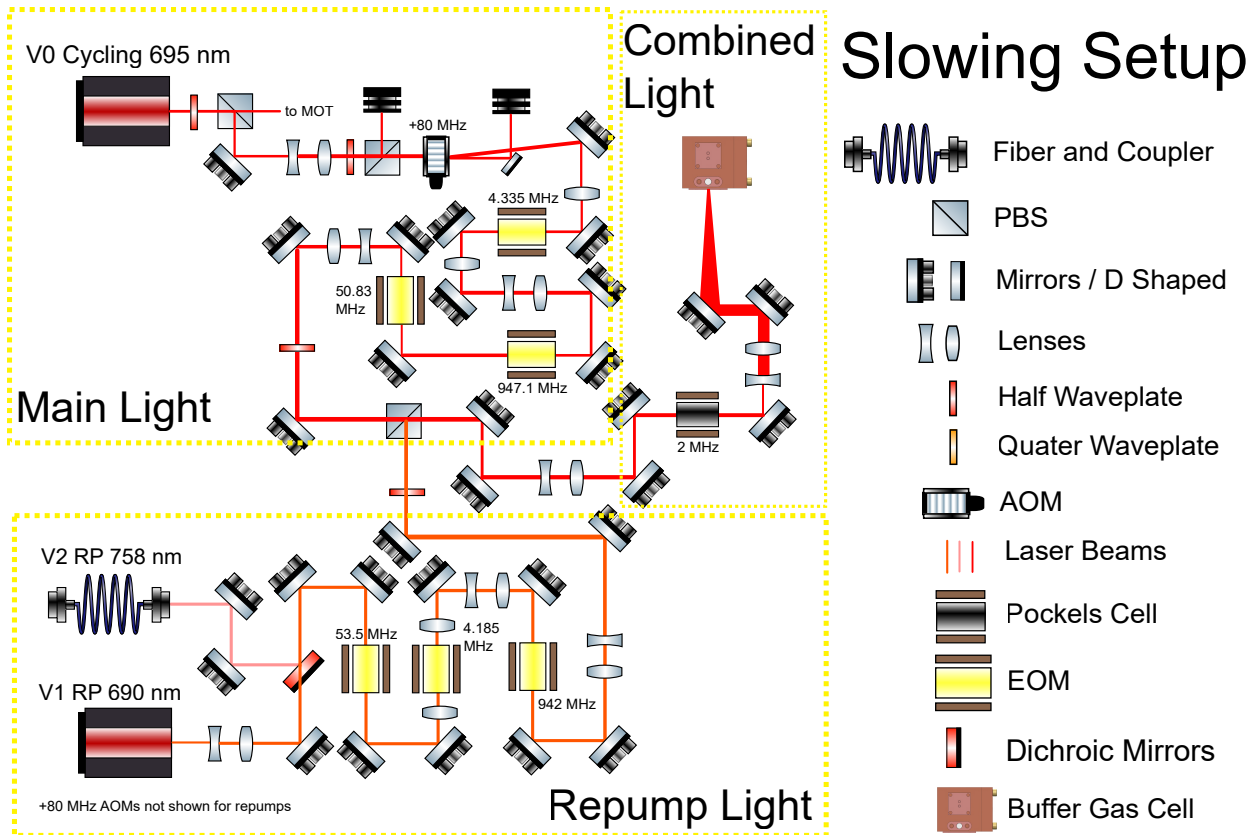 Slowing Setup
V0 Cycling 695 nm
to MOT
+80 MHz
4.335 MHz
50.83
MHz
947.1 MHz
Main Light
Combined
Light
2 MHz
V2 RP 758 nm
53.5 MHz
4.185
MHz
942 MHz
V1 RP 690 nm
+80 MHz AOMs not shown for repumps
Repump Light
Fiber and Coupler
PBS
Mirrors / D Shaped
Lenses
Half Waveplate
Quater Waveplate
AOM
Laser Beams
Pockels Cell
EOM
Dichroic Mirrors
Buffer Gas Cell